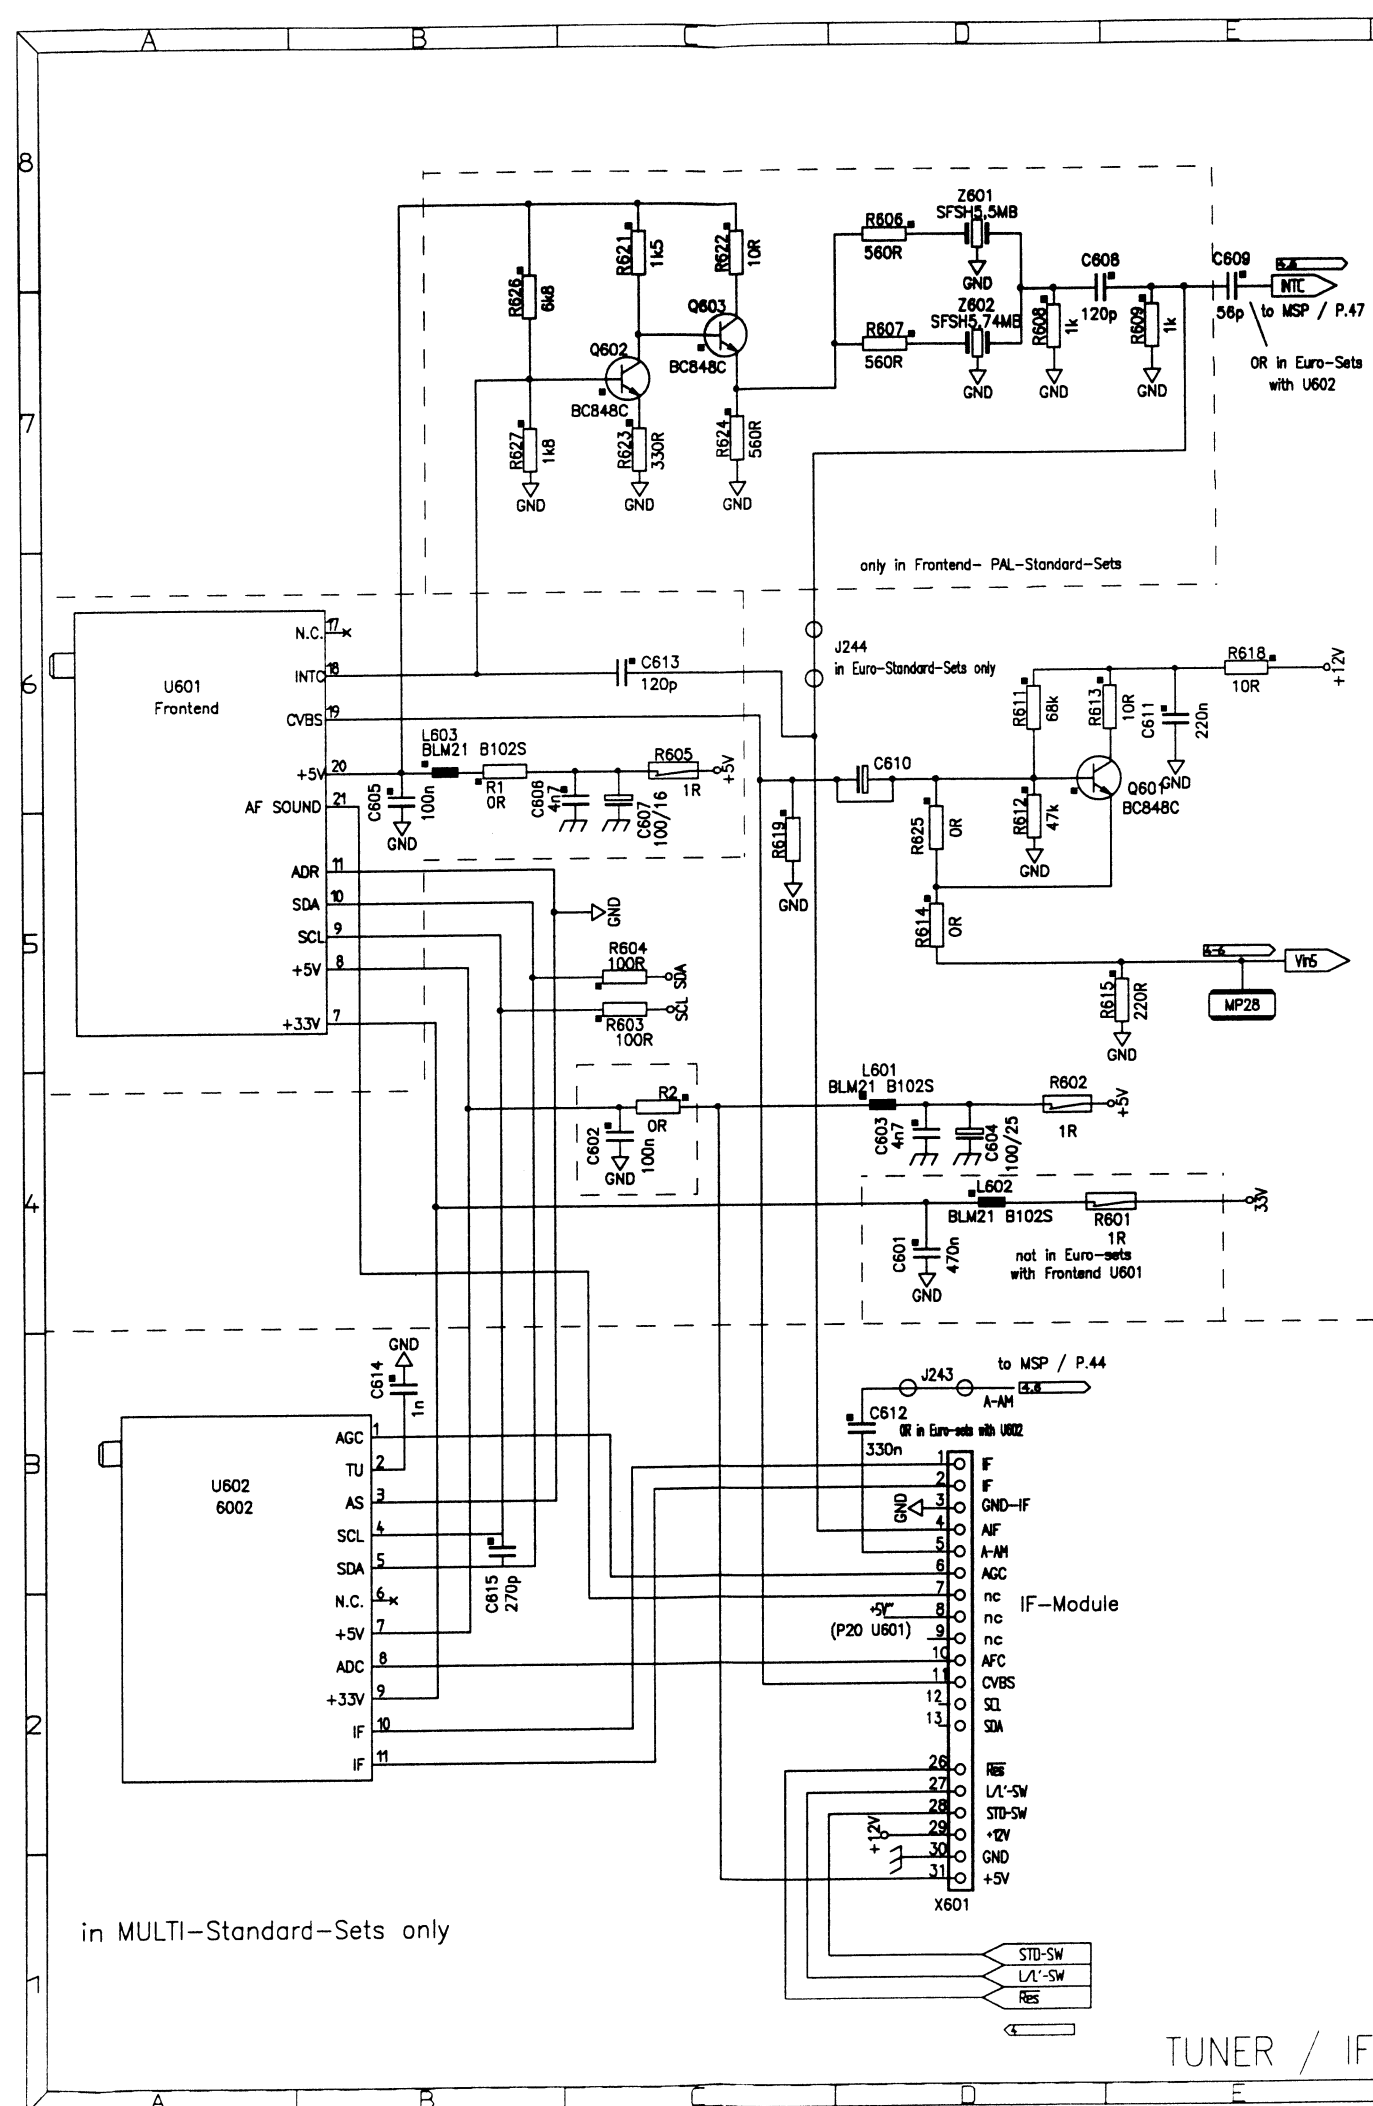 A B C D E
8
Z601
SFSH5,5MB
R606
560R
GND
R621
1k5
R622
10R
R626
6k8
Q603
BC848C
Q602
BC848C
Z602
SFSH5,74MB
R607
560R
GND
R608
1k
GND
C608
120p
R609
1k
GND
C609
56p
INTC
to MSP / P.47
0R in Euro-Sets
with U602
7
R627
1k8
GND
R623
330R
GND
R624
560R
GND
only in Frontend- PAL-Standard-Sets
6
U601
Frontend
N.C. 17
INTC 18
CVBS 19
+5V 20
AF SOUND 21
ADR 11
SDA 10
SCL 9
+5V 8
+33V 7
C613
120p
J244
in Euro-Standard-Sets only
R618
10R
+12V
R611
68k
R613
10R
C611
220n
GND
L603
BLM21 B102S
R1
0R
C605
100n
GND
C606
4n7
C607
100/16
R605
1R
+5V
C610
Q601
BC848C
R619
GND
R625
0R
R612
47k
GND
5
GND
R604
100R
SDA
R603
100R
SCL
R614
0R
Vin5
MP28
R615
220R
GND
R2
0R
C602
100n
GND
L601
BLM21 B102S
C603
4n7
C604
100/25
R602
1R
+5V
4
L602
BLM21 B102S
R601
1R
33V
C601
470n
GND
not in Euro-sets
with Frontend U601
GND
C614
1n
to MSP / P.44
J243
A-AM
4.8
C612
330n
0R in Euro-sets with U602
3
U602
6002
AGC 1
TU 2
AS 3
SCL 4
SDA 5
N.C. 6
+5V 7
ADC 8
+33V 9
IF 10
IF 11
C615
270p
1 IF
2 IF
GND 3 GND-IF
4 AIF
5 A-AM
6 AGC
7 nc
+5V" 8 nc
(P20 U601)
9 nc
10 AFC
11 CVBS
12 SCL
13 SDA
IF-Module
2
26 Res
27 L/L'-SW
28 STD-SW
+12V 29 +12V
30 GND
31 +5V
X601
in MULTI-Standard-Sets only
STD-SW
L/L'-SW
Res
4
1
TUNER / IF
A B C D E